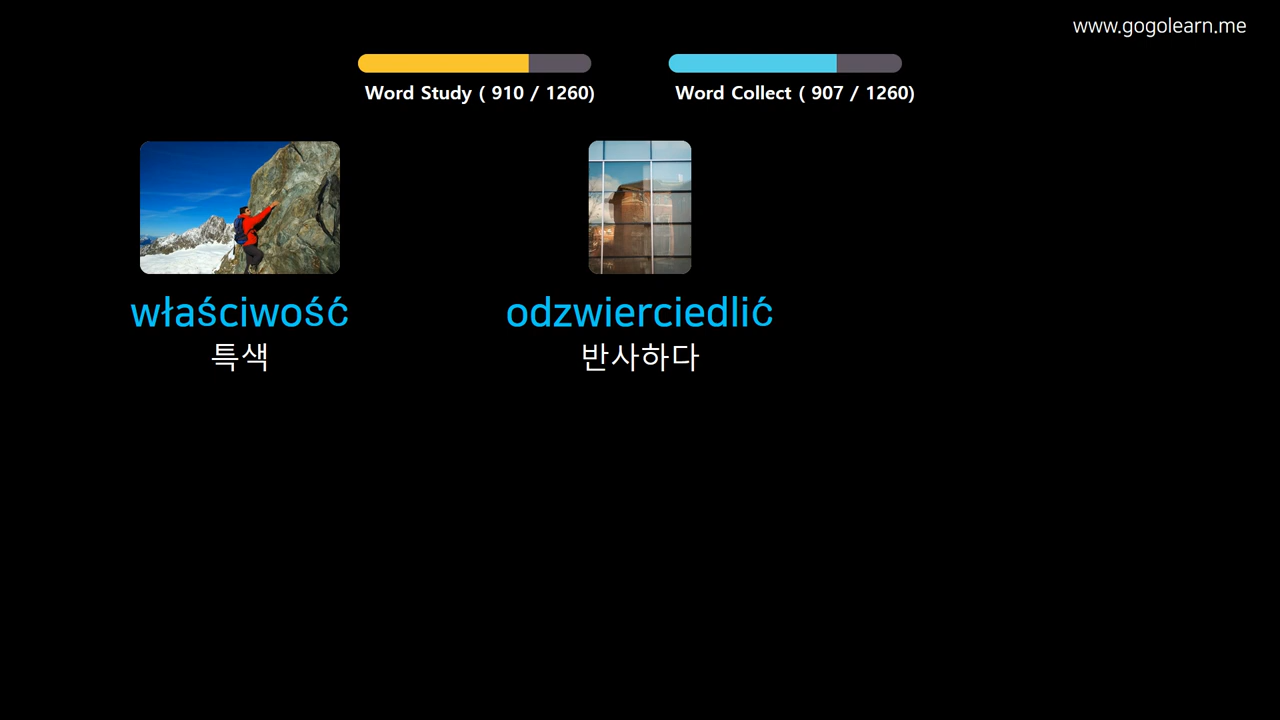 www.gogolearn.me
Word Study ( 910 / 1260)
Word Collect ( 907 / 1260)
właściwość
특색
odzwierciedlić
반사하다